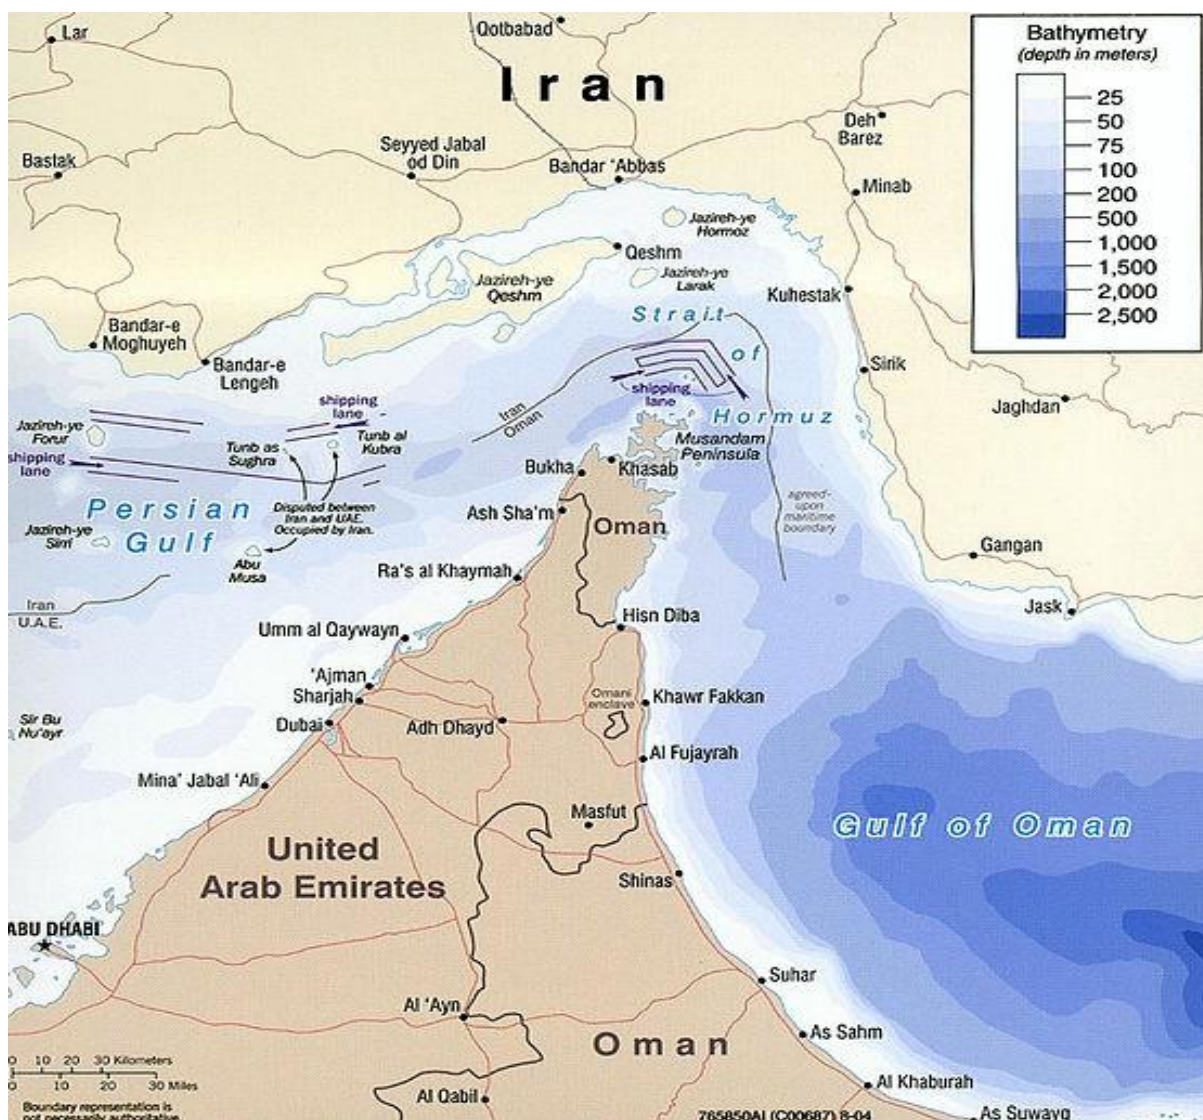 Lar
Qotbabad
Iran
Bathymetry
(depth in meters)
25
50
75
100
200
500
1,000
1,500
2,000
2,500
Deh
Barez
Bastak
Seyyed Jabal
od Din
Bandar 'Abbas
Minab
Jazireh-ye
Hormoz
Qeshm
Jazireh-ye
Qeshm
Jazireh-ye
Larak
Kuhestak
Bandar-e
Moghuyeh
Bandar-e
Lengeh
Strait
of
Hormuz
Sirik
Jaghdan
shipping
lane
shipping
lane
Iran
Oman
Jazireh-ye
Forur
shipping
lane
Tunb as
Sughra
Tunb al
Kubra
Musandam
Peninsula
Bukha
Khasab
Persian
Gulf
Disputed between
Iran and UAE.
Occupied by Iran.
Ash Sha'm
Oman
agreed-
upon
maritime
boundary
Jazireh-ye
Sirri
Abu
Musa
Gangan
Ra's al Khaymah
Iran
U.A.E.
Jask
Hisn Diba
Umm al Qaywayn
'Ajman
Sharjah
Dubai
Omani
enclave
Khawr Fakkan
Sir Bu
Nu'ayr
Adh Dhayd
Al Fujayrah
Mina' Jabal 'Ali
Masfut
Gulf of Oman
United
Arab Emirates
Shinas
ABU DHABI
Suhar
Al 'Ayn
As Sahm
Oman
0 10 20 30 Kilometers
0 10 20 30 Miles
Al Khaburah
Al Qabil
Boundary representation is
not necessarily authoritative.
765850AI (C00687) 8-04
As Suwayq